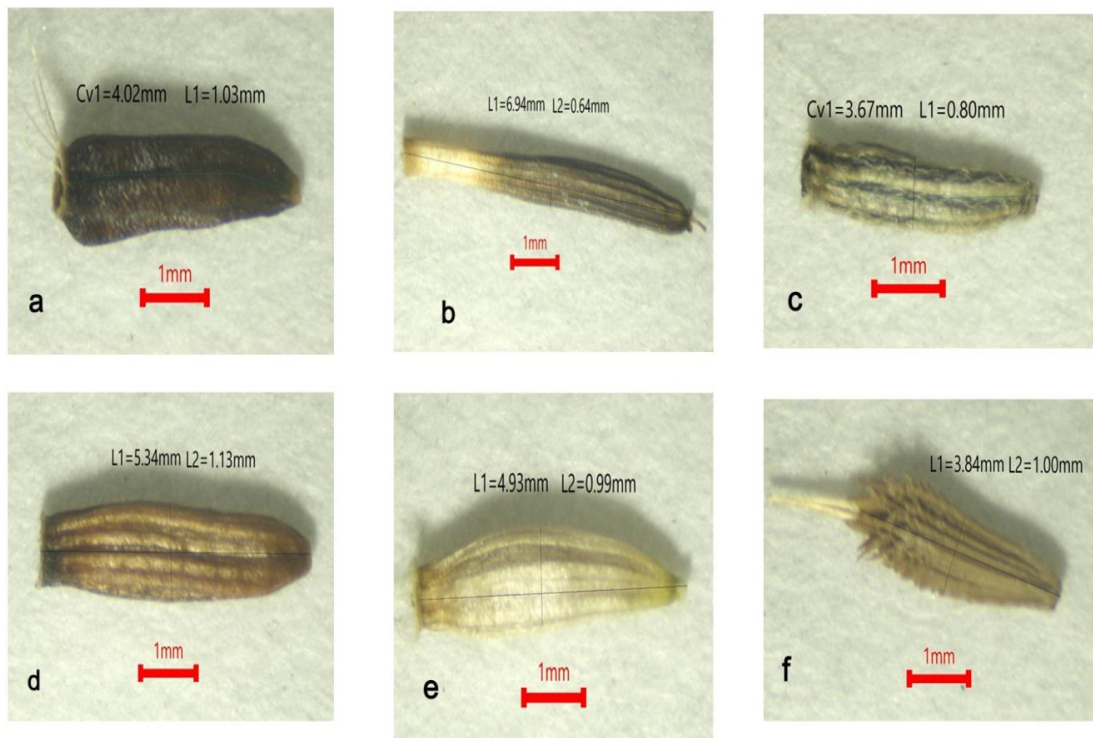 Cv1=4.02mm L1=1.03mm
1mm
a
L1=6.94mm L2=0.64mm
1mm
b
Cv1=3.67mm L1=0.80mm
1mm
c
L1=5.34mm L2=1.13mm
1mm
d
L1=4.93mm L2=0.99mm
1mm
e
L1=3.84mm L2=1.00mm
1mm
f